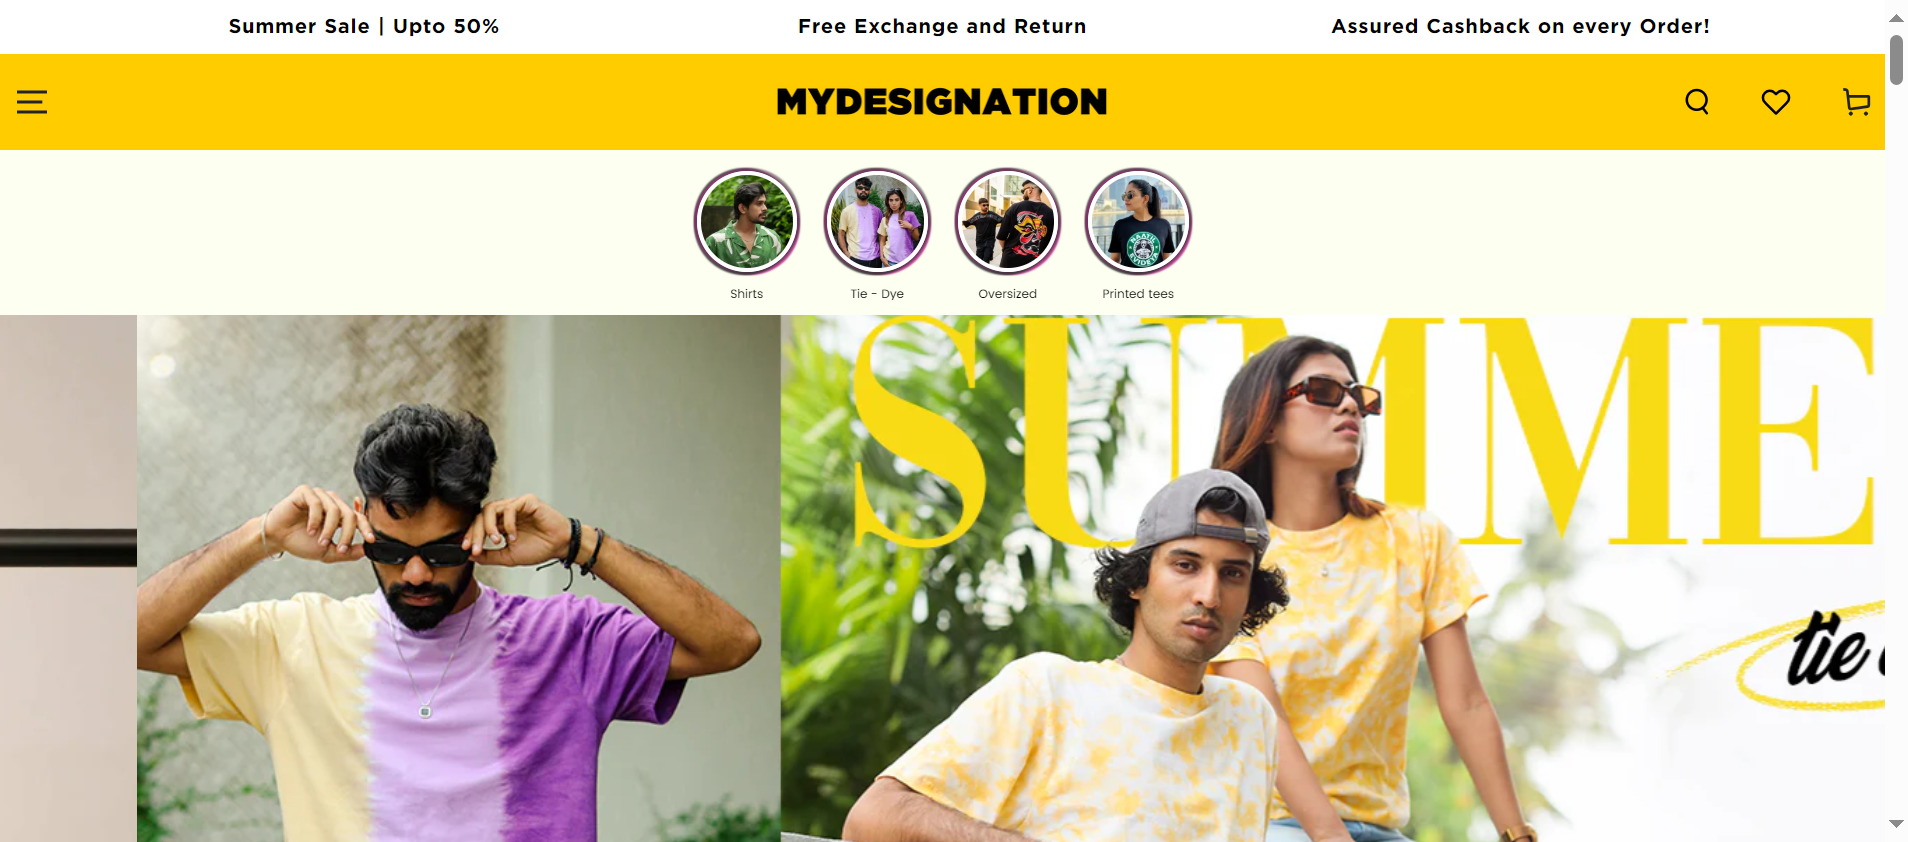 Summer Sale | Upto 50%
Free Exchange and Return
Assured Cashback on every Order!
MYDESIGNATION
Shirts
Tie - Dye
Oversized
Printed tees
SUMME
tie